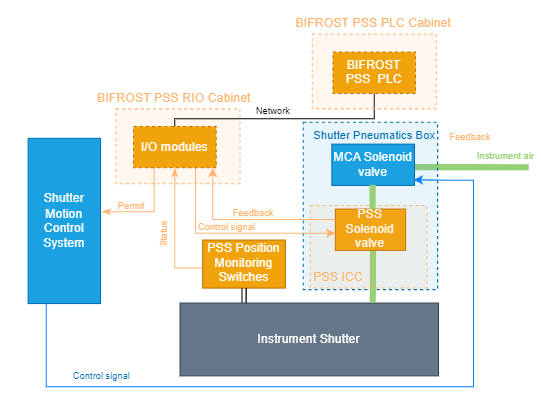 BIFROST PSS PLC Cabinet
BIFROST
PSS PLC
BIFROST PSS RIO Cabinet
Network
I/O modules
Shutter Pneumatics Box
Feedback
MCA Solenoid
valve
Instrument air
Shutter
Motion
Control
System
Permit
Status
Feedback
Control signal
PSS
Solenoid
valve
PSS ICC
PSS Position
Monitoring
Switches
Instrument Shutter
Control signal